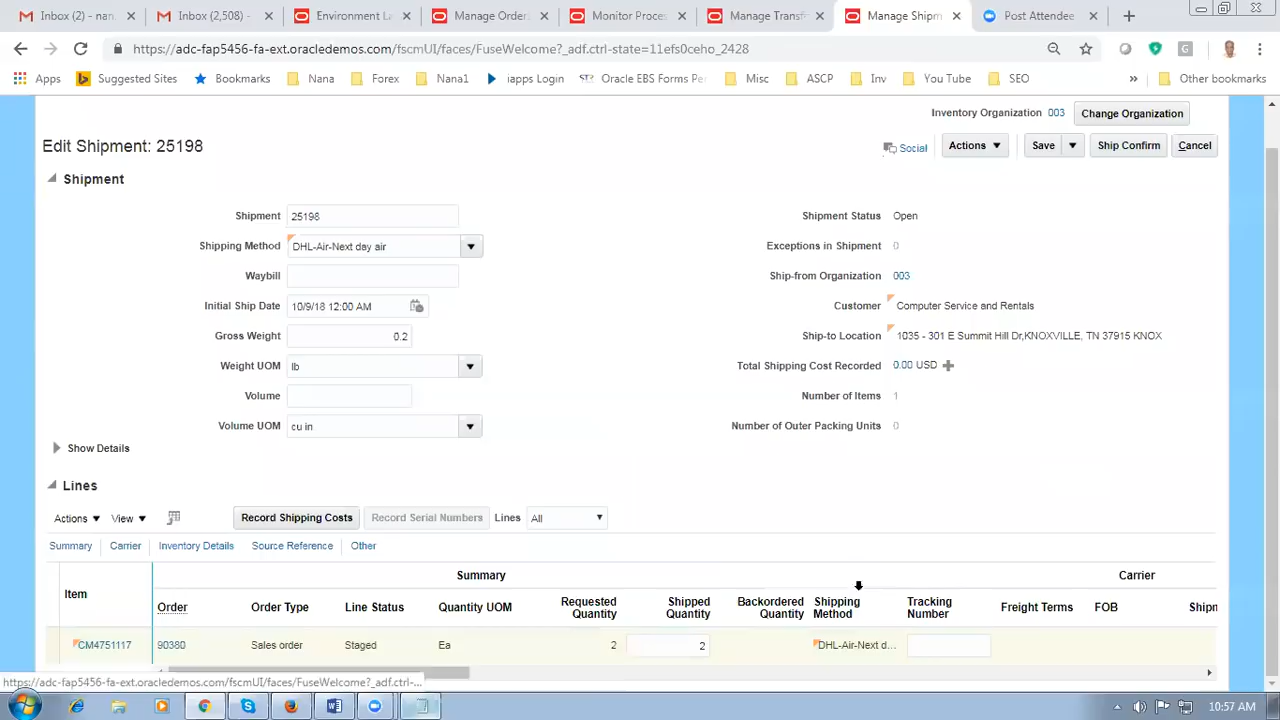 Inbox (2) - nan
Inbox (2,508) -
Environment L
Manage Order
Monitor Proce
Manage Transf
Manage Shipm
Post Attendee
https://adc-fap5456-fa-ext.oracledemos.com/fscmUI/faces/FuseWelcome?_adf.ctrl-state=11efs0ceho_2428
Apps
Suggested Sites
Bookmarks
Nana
Forex
Nana1
iapps Login
Oracle EBS Forms Pe
Misc
ASCP
Inv
You Tube
SEO
»
Other bookmarks
Inventory Organization 003 Change Organization
Edit Shipment: 25198
Social Actions Save Ship Confirm Cancel
Shipment
Shipment 25198
Shipping Method DHL-Air-Next day air
Waybill
Initial Ship Date 10/9/18 12:00 AM
Gross Weight 0.2
Weight UOM lb
Volume
Volume UOM cu in
Shipment Status Open
Exceptions in Shipment 0
Ship-from Organization 003
Customer Computer Service and Rentals
Ship-to Location 1035 - 301 E Summit Hill Dr,KNOXVILLE, TN 37915 KNOX
Total Shipping Cost Recorded 0.00 USD
Number of Items 1
Number of Outer Packing Units 0
Show Details
Lines
Actions View Record Shipping Costs Record Serial Numbers Lines All
Summary Carrier Inventory Details Source Reference Other
Summary Carrier
Item Order Order Type Line Status Quantity UOM Requested Quantity Shipped Quantity Backordered Quantity Shipping Method Tracking Number Freight Terms FOB Shipn
CM4751117 90380 Sales order Staged Ea 2 2 DHL-Air-Next d...
https://adc-fap5456-fa-ext.oracledemos.com/fscmUI/faces/FuseWelcome?_adf.ctrl-...
10:57 AM